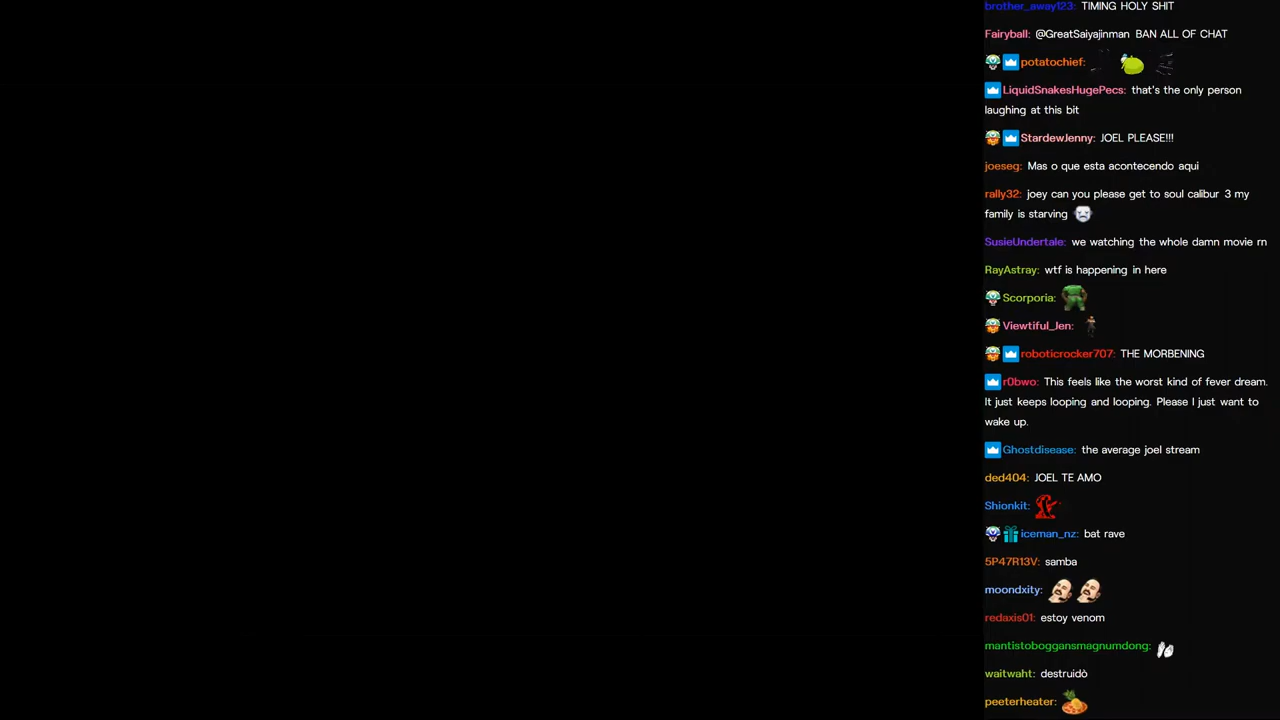 brother_away123: TIMING HOLY SHIT
Fairyball: @GreatSaiyajinman BAN ALL OF CHAT
potatochief:
LiquidSnakesHugePecs: that's the only person
laughing at this bit
StardewJenny: JOEL PLEASE!!!
joeseg: Mas o que esta acontecendo aqui
rally32: joey can you please get to soul calibur 3 my
family is starving
SusieUndertale: we watching the whole damn movie rn
RayAstray: wtf is happening in here
Scorporia:
Viewtiful_Jen:
roboticrocker707: THE MORBENING
r0bwo: This feels like the worst kind of fever dream.
It just keeps looping and looping. Please I just want to
wake up.
Ghostdisease: the average joel stream
ded404: JOEL TE AMO
Shionkit:
iceman_nz: bat rave
5P47R13V: samba
moondxity:
redaxis01: estoy venom
mantistoboggansmagnumdong:
waitwaht: destruidò
peeterheater: